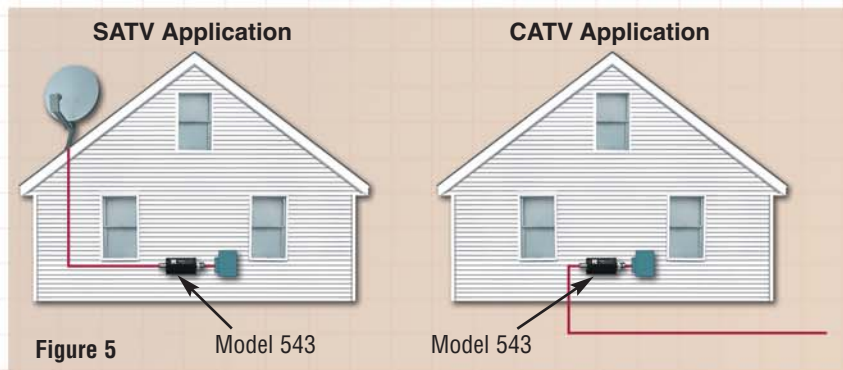 SATV Application
CATV Application
Figure 5
Model 543
Model 543